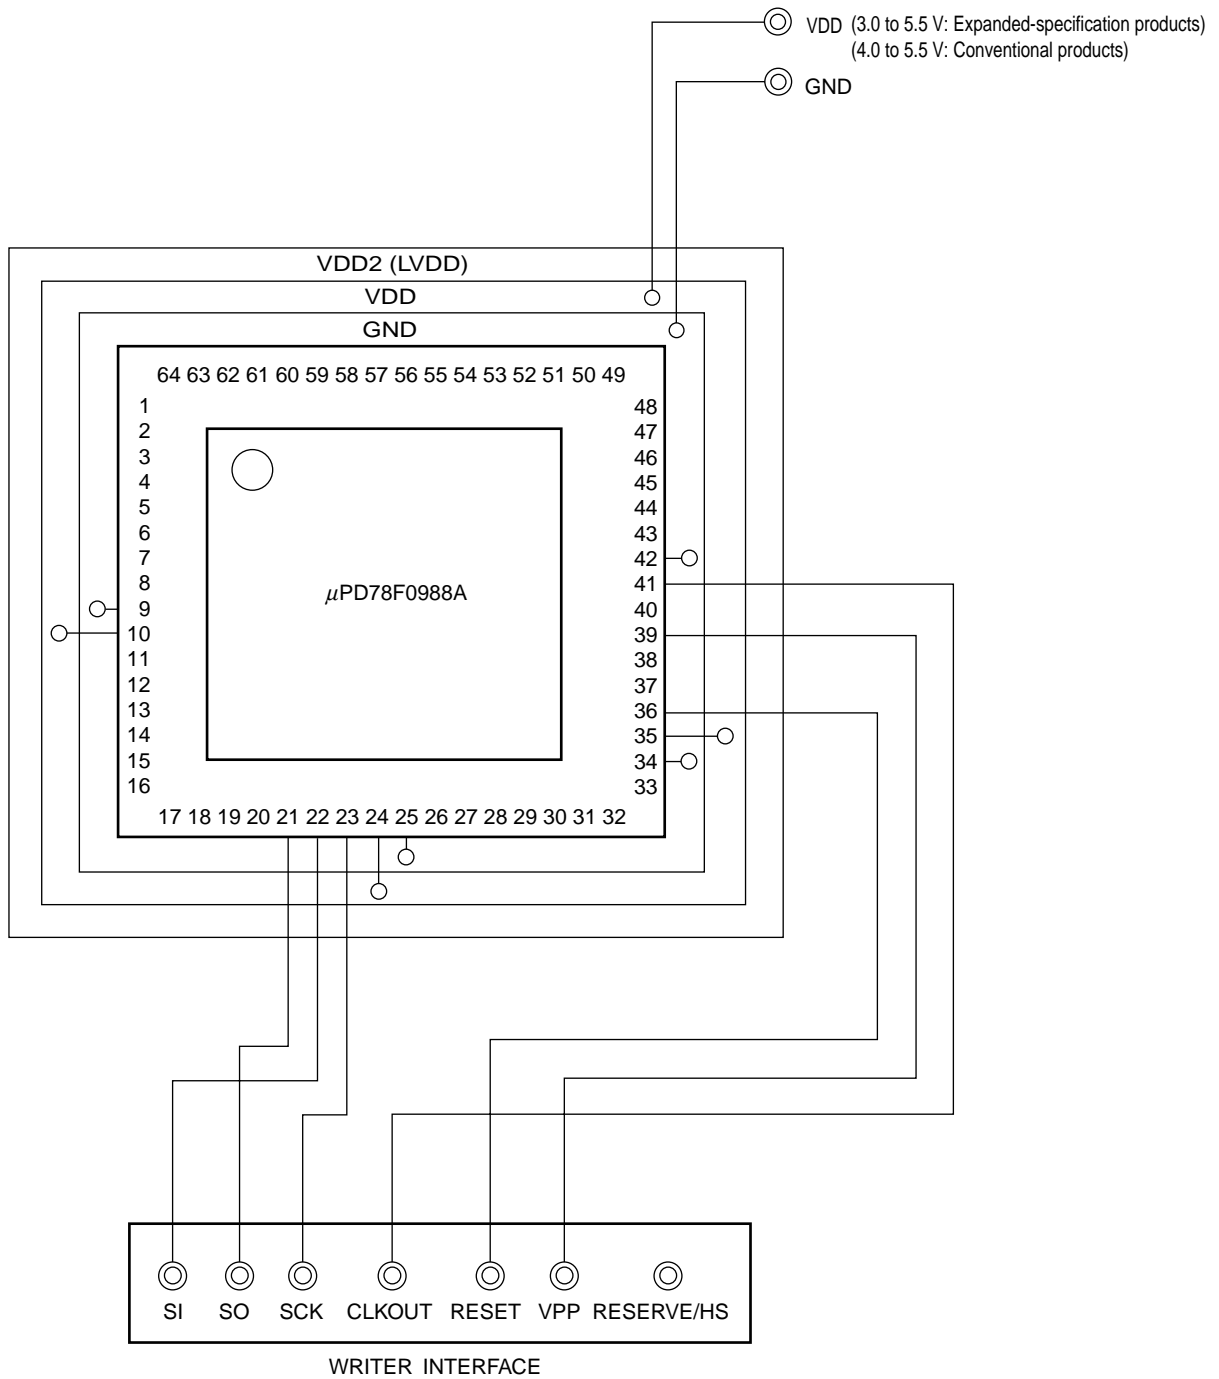 VDD (3.0 to 5.5 V: Expanded-specification products)
(4.0 to 5.5 V: Conventional products)
GND
VDD2 (LVDD)
VDD
GND
64 63 62 61 60 59 58 57 56 55 54 53 52 51 50 49
1 48
2 47
3 46
4 45
5 44
6 43
7 42
8 41
μPD78F0988A
9 40
10 39
11 38
12 37
13 36
14 35
15 34
16 33
17 18 19 20 21 22 23 24 25 26 27 28 29 30 31 32
SI SO SCK CLKOUT RESET VPP RESERVE/HS
WRITER INTERFACE